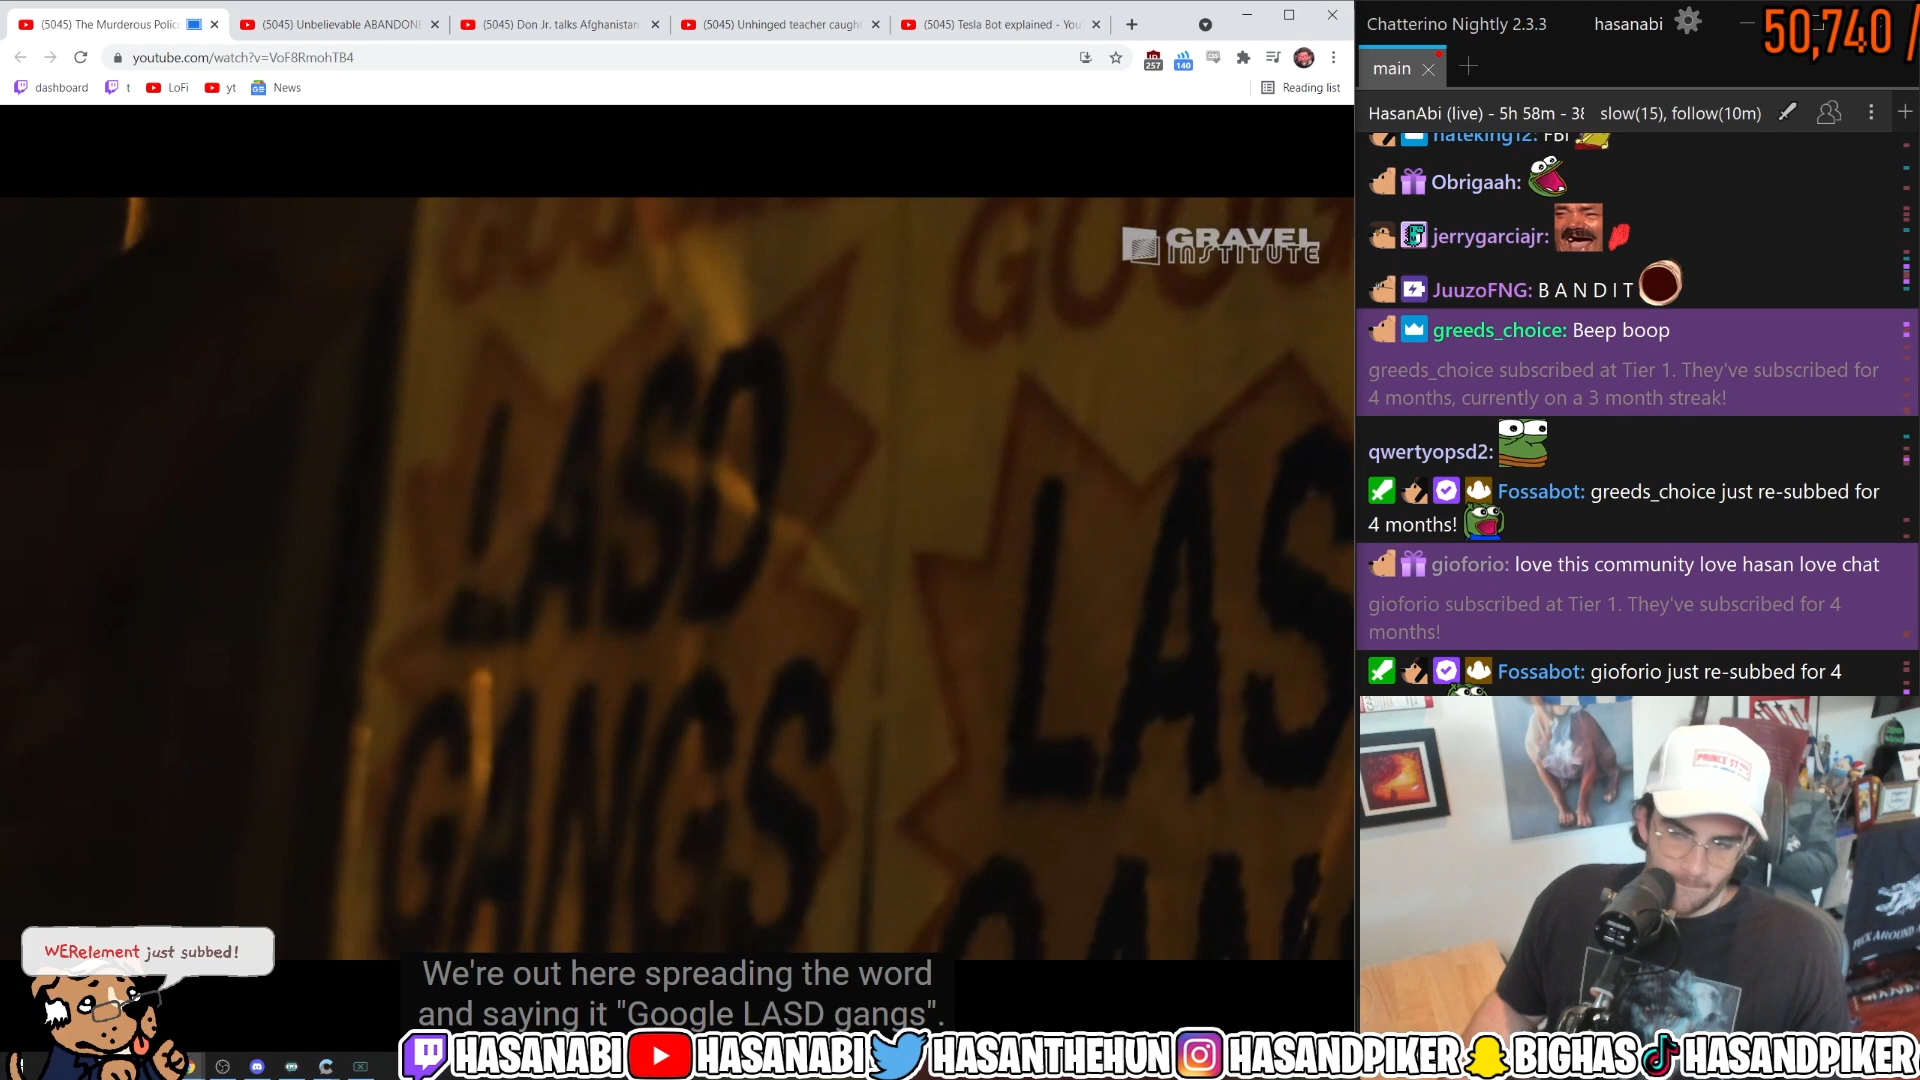 (5045) The Murderous Police
(5045) Unbelievable ABANDONE
(5045) Don Jr. talks Afghanistan
(5045) Unhinged teacher caught
(5045) Tesla Bot explained - You
youtube.com/watch?v=VoF8RmohTB4
257
140
dashboard
t
LoFi
yt
News
Reading list
GRAVEL
INSTITUTE
LASD
GANGS
LAS
We're out here spreading the word
and saying it "Google LASD gangs".
WERelement just subbed!
Chatterino Nightly 2.3.3
hasanabi
50,740 /
main
HasanAbi (live) - 5h 58m - 38
slow(15), follow(10m)
nateking12: FBI
Obrigaah:
jerrygarciajr:
JuuzoFNG: B A N D I T
greeds_choice: Beep boop
greeds_choice subscribed at Tier 1. They've subscribed for
4 months, currently on a 3 month streak!
qwertyopsd2:
Fossabot: greeds_choice just re-subbed for
4 months!
gioforio: love this community love hasan love chat
gioforio subscribed at Tier 1. They've subscribed for 4
months!
Fossabot: gioforio just re-subbed for 4
HASANABI HASANABI HASANTHEHUN HASANDPIKER BIGHAS HASANDPIKER